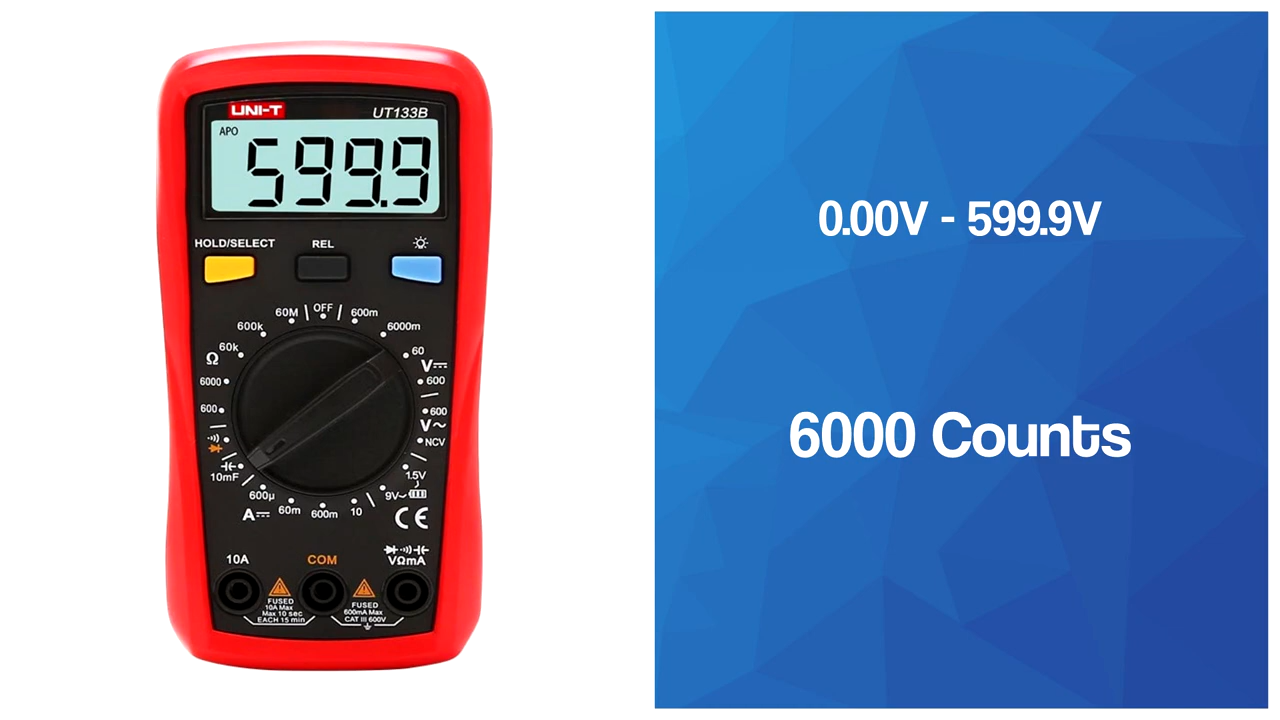 UNI-T
UT133B
APO
599.9
HOLD/SELECT
REL
OFF
60M
600m
600k
6000m
60k
60
Ω
V
6000
600
600
600
V~
NCV
10mF
1.5V
600µ
9V
A
60m
600m
10
CE
10A
COM
VΩmA
FUSED
10A Max
Max 10 sec
EACH 15 min
FUSED
600mA Max
CAT III 600V
0.00V - 599.9V
6000 Counts